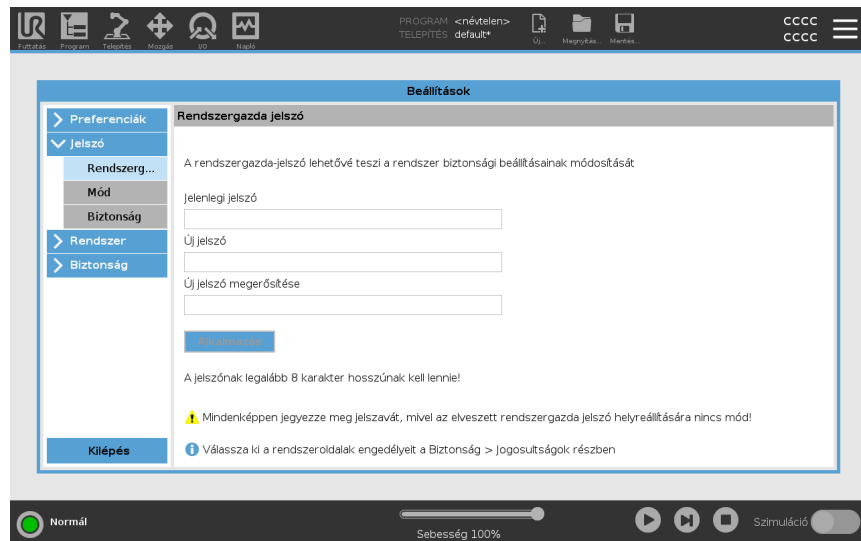 PROGRAM <névtelen>
TELEPÍTÉS default*
CCCC
CCCC
Futtatás Program Telepítés Mozgás I/O Napló Új... Megnyitás... Mentés...
Beállítások
Preferenciák
Jelszó
Rendszerg...
Mód
Biztonság
Rendszer
Biztonság
Kilépés
Rendszergazda jelszó
A rendszergazda-jelszó lehetővé teszi a rendszer biztonsági beállításainak módosítását
Jelenlegi jelszó
Új jelszó
Új jelszó megerősítése
Alkalmazás
A jelszónak legalább 8 karakter hosszúnak kell lennie!
Mindenképpen jegyezze meg jelszavát, mivel az elveszett rendszergazda jelszó helyreállítására nincs mód!
Válassza ki a rendszeroldalak engedélyeit a Biztonság > Jogosultságok részben
Normál
Sebesség 100%
Szimuláció